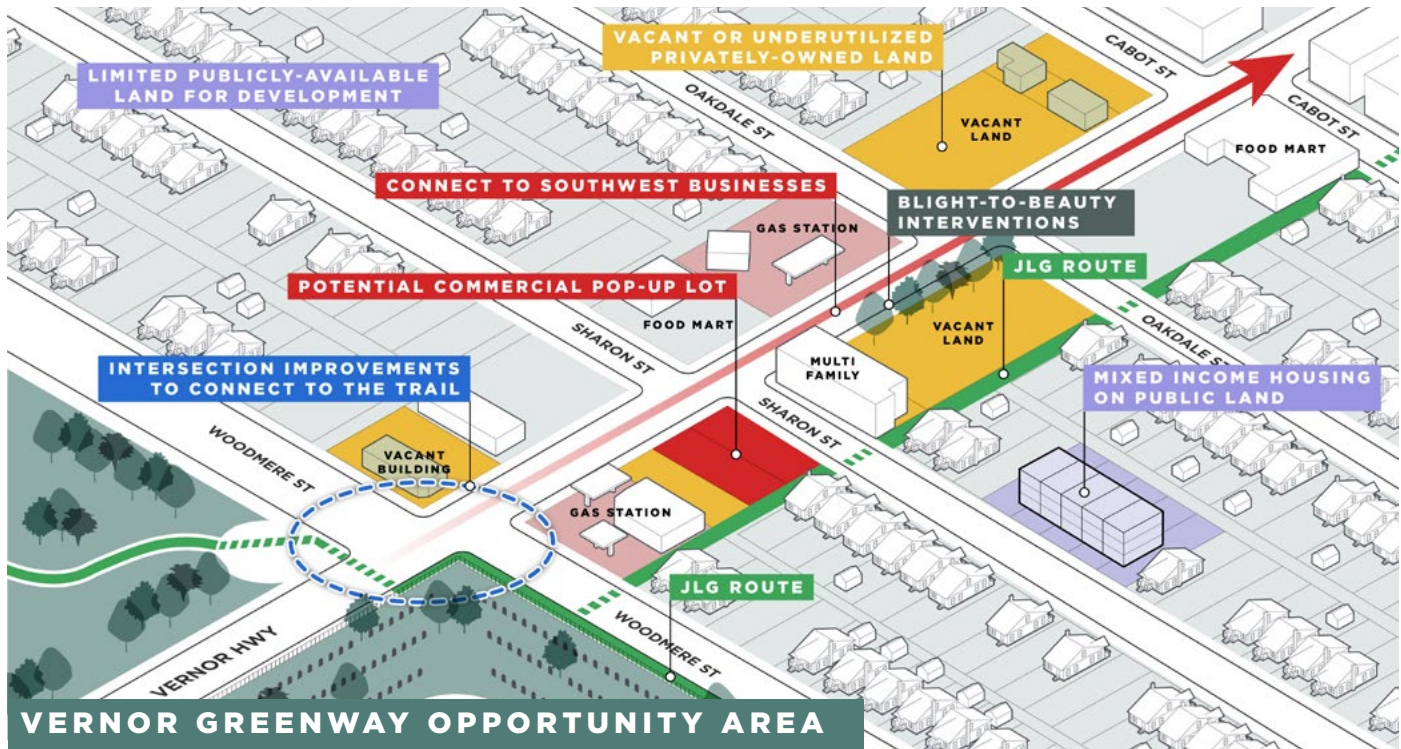 VACANT OR UNDERUTILIZED
PRIVATELY-OWNED LAND
CABOT ST
LIMITED PUBLICLY-AVAILABLE
LAND FOR DEVELOPMENT
OAKDALE ST
CABOT ST
VACANT
LAND
FOOD MART
CONNECT TO SOUTHWEST BUSINESSES
BLIGHT-TO-BEAUTY
INTERVENTIONS
GAS STATION
JLG ROUTE
POTENTIAL COMMERCIAL POP-UP LOT
FOOD MART
VACANT
LAND
OAKDALE ST
SHARON ST
MULTI
FAMILY
INTERSECTION IMPROVEMENTS
TO CONNECT TO THE TRAIL
MIXED INCOME HOUSING
ON PUBLIC LAND
SHARON ST
WOODMERE ST
VACANT
BUILDING
GAS STATION
JLG ROUTE
WOODMERE ST
VERNOR HWY
VERNOR GREENWAY OPPORTUNITY AREA